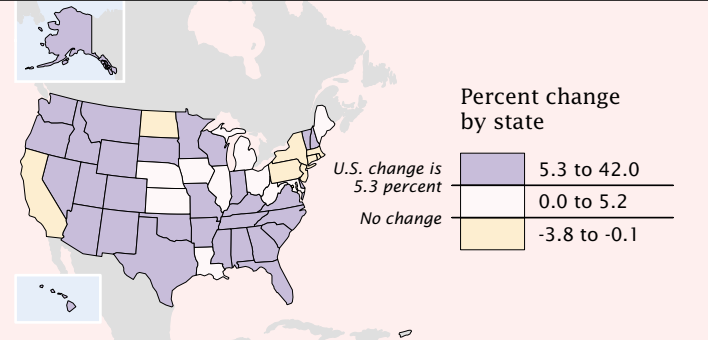 Percent change
by state
U.S. change is
5.3 percent
5.3 to 42.0
0.0 to 5.2
No change
-3.8 to -0.1